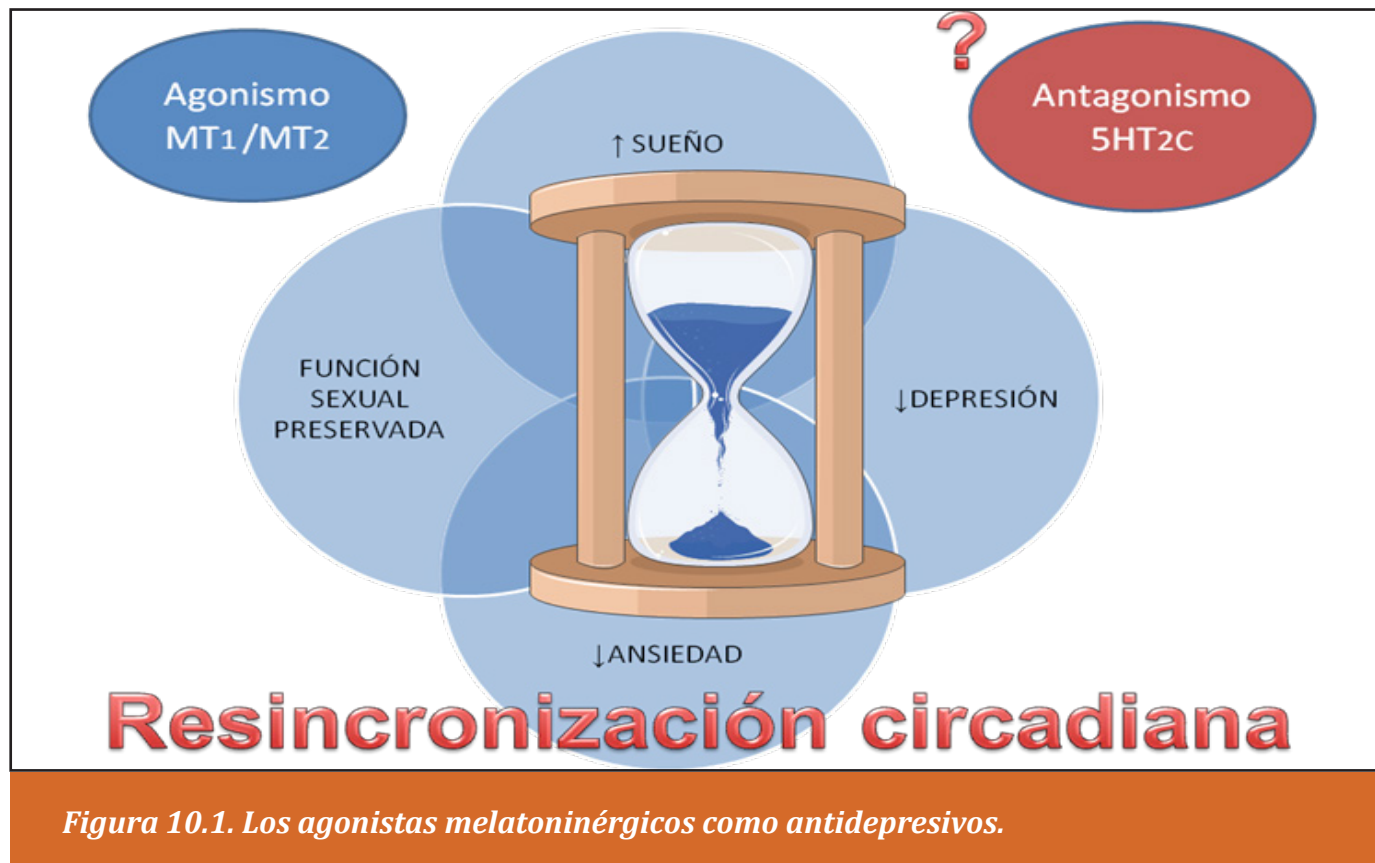 Agonismo
MT1/MT2
?
Antagonismo
5HT2C
↑ SUEÑO
FUNCIÓN
SEXUAL
PRESERVADA
↓DEPRESIÓN
↓ANSIEDAD
Resincronización circadiana
Figura 10.1. Los agonistas melatoninérgicos como antidepresivos.